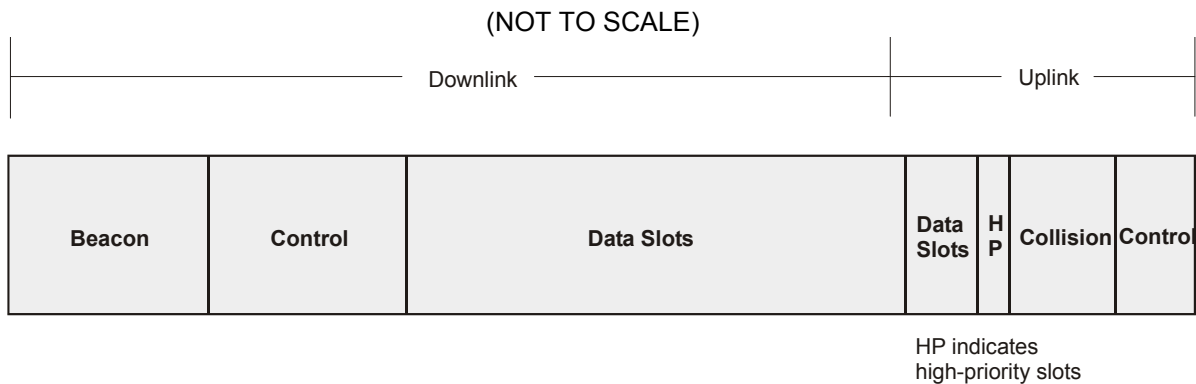 (NOT TO SCALE)
Downlink
Uplink
Beacon
Control
Data Slots
Data
Slots
H
P
Collision
Control
HP indicates
high-priority slots